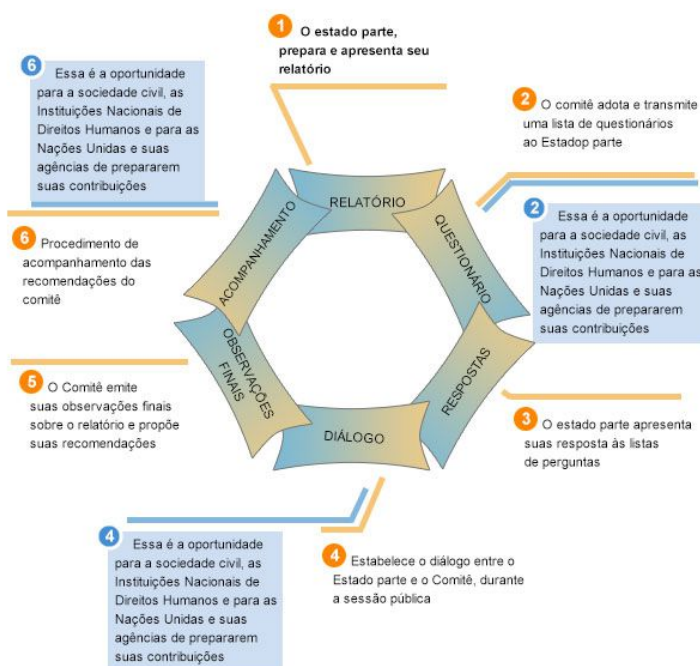 1 O estado parte,
prepara e apresenta seu
relatório
6 Essa é a oportunidade
para a sociedade civil, as
Instituições Nacionais de
Direitos Humanos e para as
Nações Unidas e suas
agências de prepararem
suas contribuições
2 O comitê adota e transmite
uma lista de questionários
ao Estadop parte
RELATÓRIO
QUESTIONÁRIO
RESPOSTAS
DIÁLOGO
OBSERVAÇÕES
FINAIS
ACOMPANHAMENTO
2 Essa é a oportunidade
para a sociedade civil, as
Instituições Nacionais de
Direitos Humanos e para as
Nações Unidas e suas
agências de prepararem
suas contribuições
6 Procedimento de
acompanhamento das
recomendações do
comitê
5 O Comitê emite
suas observações finais
sobre o relatório e propõe
suas recomendações
3 O estado parte apresenta
suas resposta às listas
de perguntas
4 Essa é a oportunidade
para a sociedade civil, as
Instituições Nacionais de
Direitos Humanos e para as
Nações Unidas e suas
agências de prepararem
suas contribuições
4 Estabelece o diálogo entre o
Estado parte e o Comitê, durante
a sessão pública